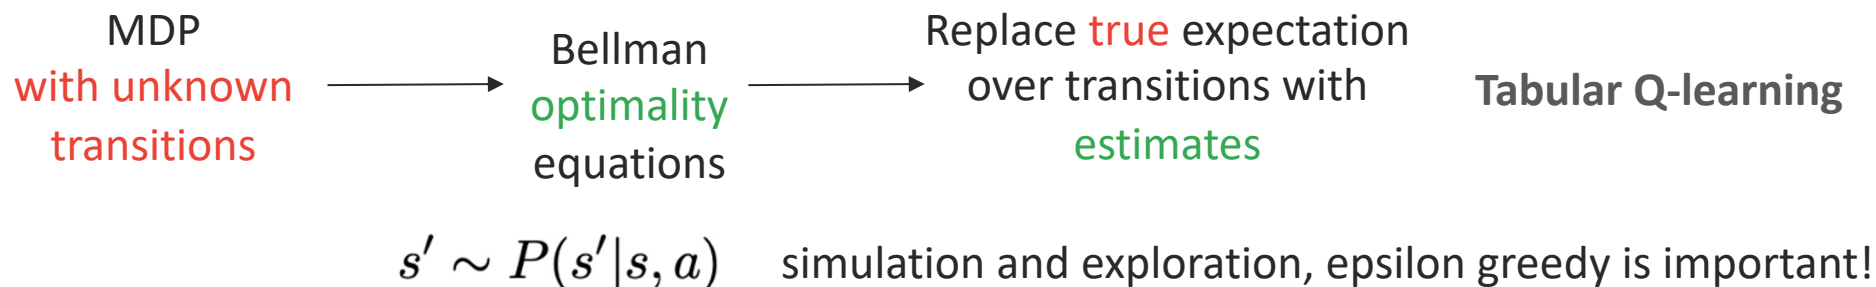 MDP
with unknown
transitions
Bellman
optimality
equations
Replace true expectation
over transitions with
estimates
Tabular Q-learning
s′ ∼ P(s′|s, a)
simulation and exploration, epsilon greedy is important!